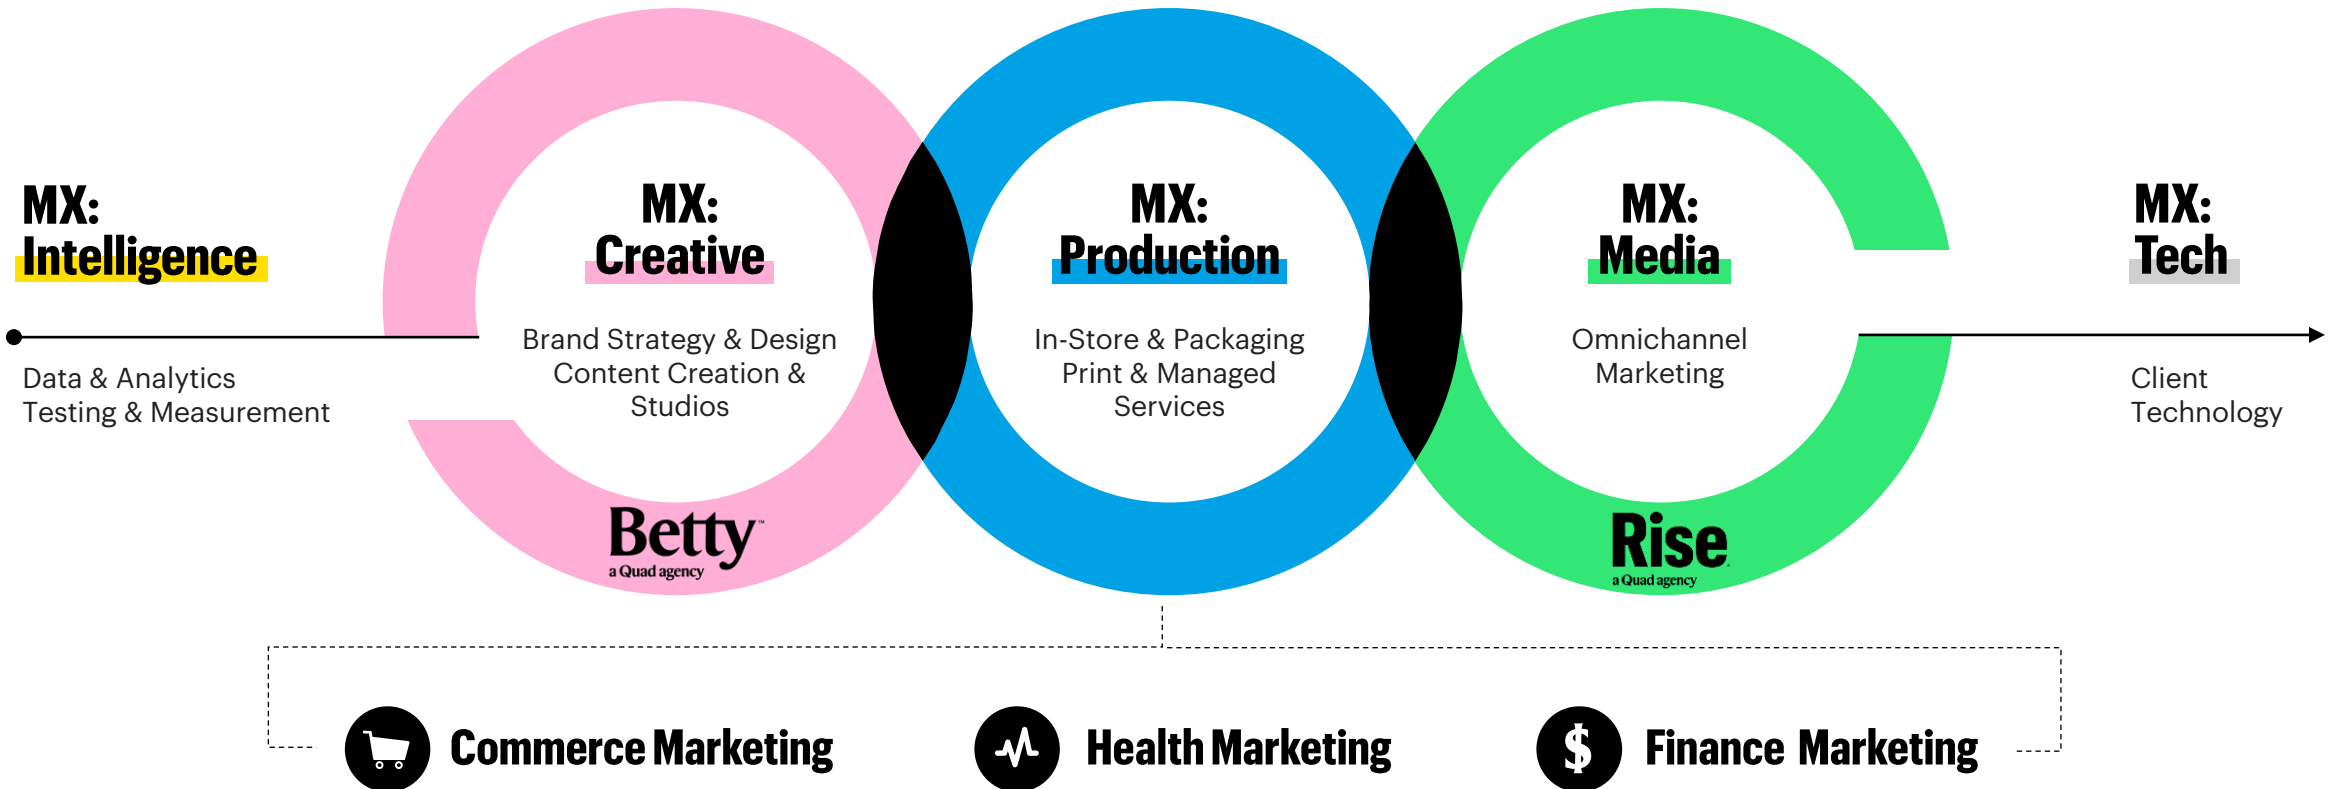 MX:
Intelligence
Data & Analytics
Testing & Measurement
MX:
Creative
Brand Strategy & Design
Content Creation &
Studios
Betty™
a Quad agency
MX:
Production
In-Store & Packaging
Print & Managed
Services
MX:
Media
Omnichannel
Marketing
Rise
a Quad agency
MX:
Tech
Client
Technology
Commerce Marketing
Health Marketing
$
Finance Marketing